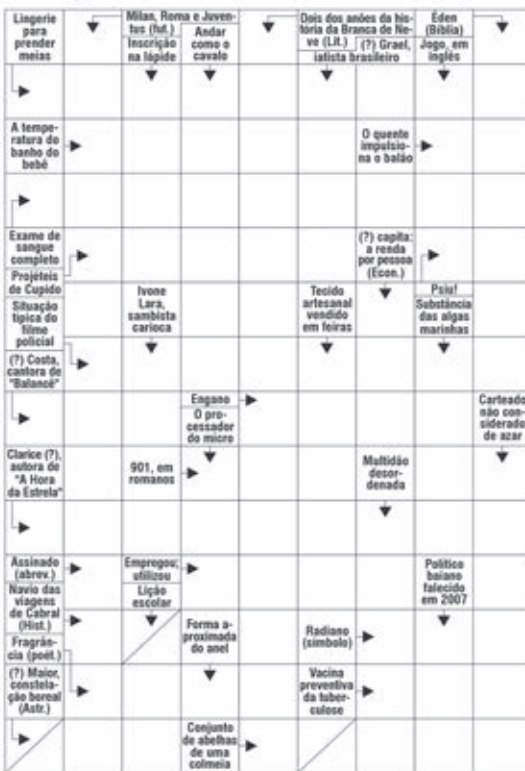 Lingerie
para
prender
meias
Milan, Roma e Juven-
tus (fut.)
Inscrição
na lápide
Andar
como o
cavalo
Dois dos anões da his-
tória da Branca de Ne-
ve (Lit.)
(?) Grael,
iatista brasileiro
Éden
(Bíblia)
Jogo, em
inglês
A tempe-
ratura do
banho do
bebê
O quente
impulsio-
na o balão
Exame de
sangue
completo
Projéteis
de Cupido
(?) capita:
a renda
por pessoa
(Econ.)
Situação
típica do
filme
policial
Ivone
Lara,
sambista
carioca
Tecido
artesanal
vendido
em feiras
Psiu!
Substância
das algas
marinhas
(?) Costa,
cantora de
"Balancê"
Engano
O pro-
cessador
do micro
Carteado
não con-
siderado
de azar
Clarice (?),
autora de
"A Hora
da Estrela"
901, em
romanos
Multidão
desor-
denada
Assinado
(abrev.)
Empregou;
utilizou
Lição
escolar
Político
baiano
falecido
em 2007
Navio das
viagens
de Cabral
(Hist.)
Fragrân-
cia (poét.)
Forma a-
proximada
do anel
Radiano
(símbolo)
(?) Maior,
constela-
ção boreal
(Astr.)
Vacina
preventiva
da tuber-
culose
Conjunto
de abelhas
de uma
colmeia